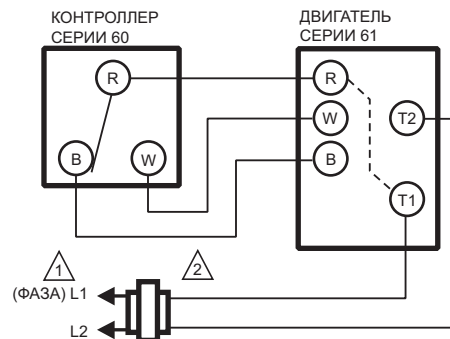 КОНТРОЛЛЕР
СЕРИИ 60
ДВИГАТЕЛЬ
СЕРИИ 61
R
B
W
R
W
B
T2
T1
1
2
(ФАЗА) L1
L2